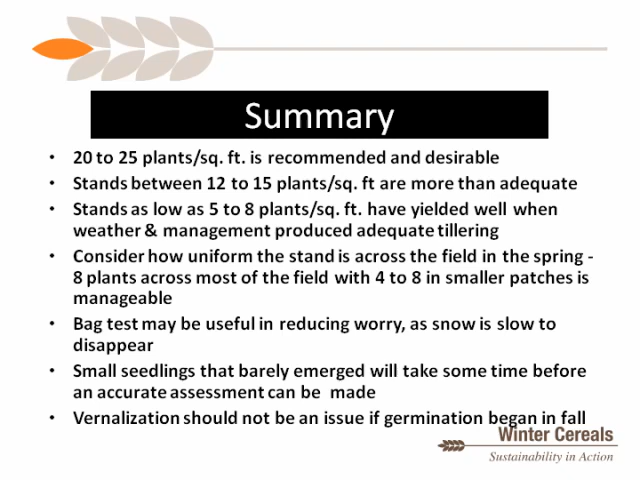 Summary
• 20 to 25 plants/sq. ft. is recommended and desirable
• Stands between 12 to 15 plants/sq. ft are more than adequate
• Stands as low as 5 to 8 plants/sq. ft. have yielded well when
weather & management produced adequate tillering
• Consider how uniform the stand is across the field in the spring -
8 plants across most of the field with 4 to 8 in smaller patches is
manageable
• Bag test may be useful in reducing worry, as snow is slow to
disappear
• Small seedlings that barely emerged will take some time before
an accurate assessment can be made
• Vernalization should not be an issue if germination began in fall
Winter Cereals
Sustainability in Action